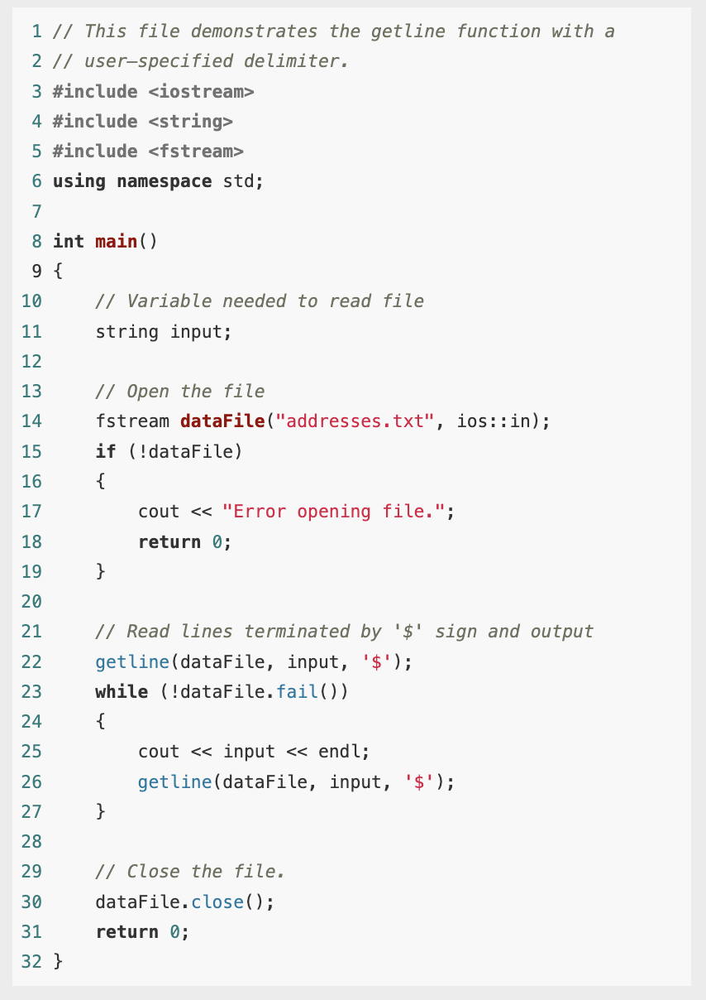 1 // This file demonstrates the getline function with a
2 // user–specified delimiter.
3 #include <iostream>
4 #include <string>
5 #include <fstream>
6 using namespace std;
7
8 int main()
9 {
10     // Variable needed to read file
11     string input;
12
13     // Open the file
14     fstream dataFile("addresses.txt", ios::in);
15     if (!dataFile)
16     {
17         cout << "Error opening file.";
18         return 0;
19     }
20
21     // Read lines terminated by '$' sign and output
22     getline(dataFile, input, '$');
23     while (!dataFile.fail())
24     {
25         cout << input << endl;
26         getline(dataFile, input, '$');
27     }
28
29     // Close the file.
30     dataFile.close();
31     return 0;
32 }